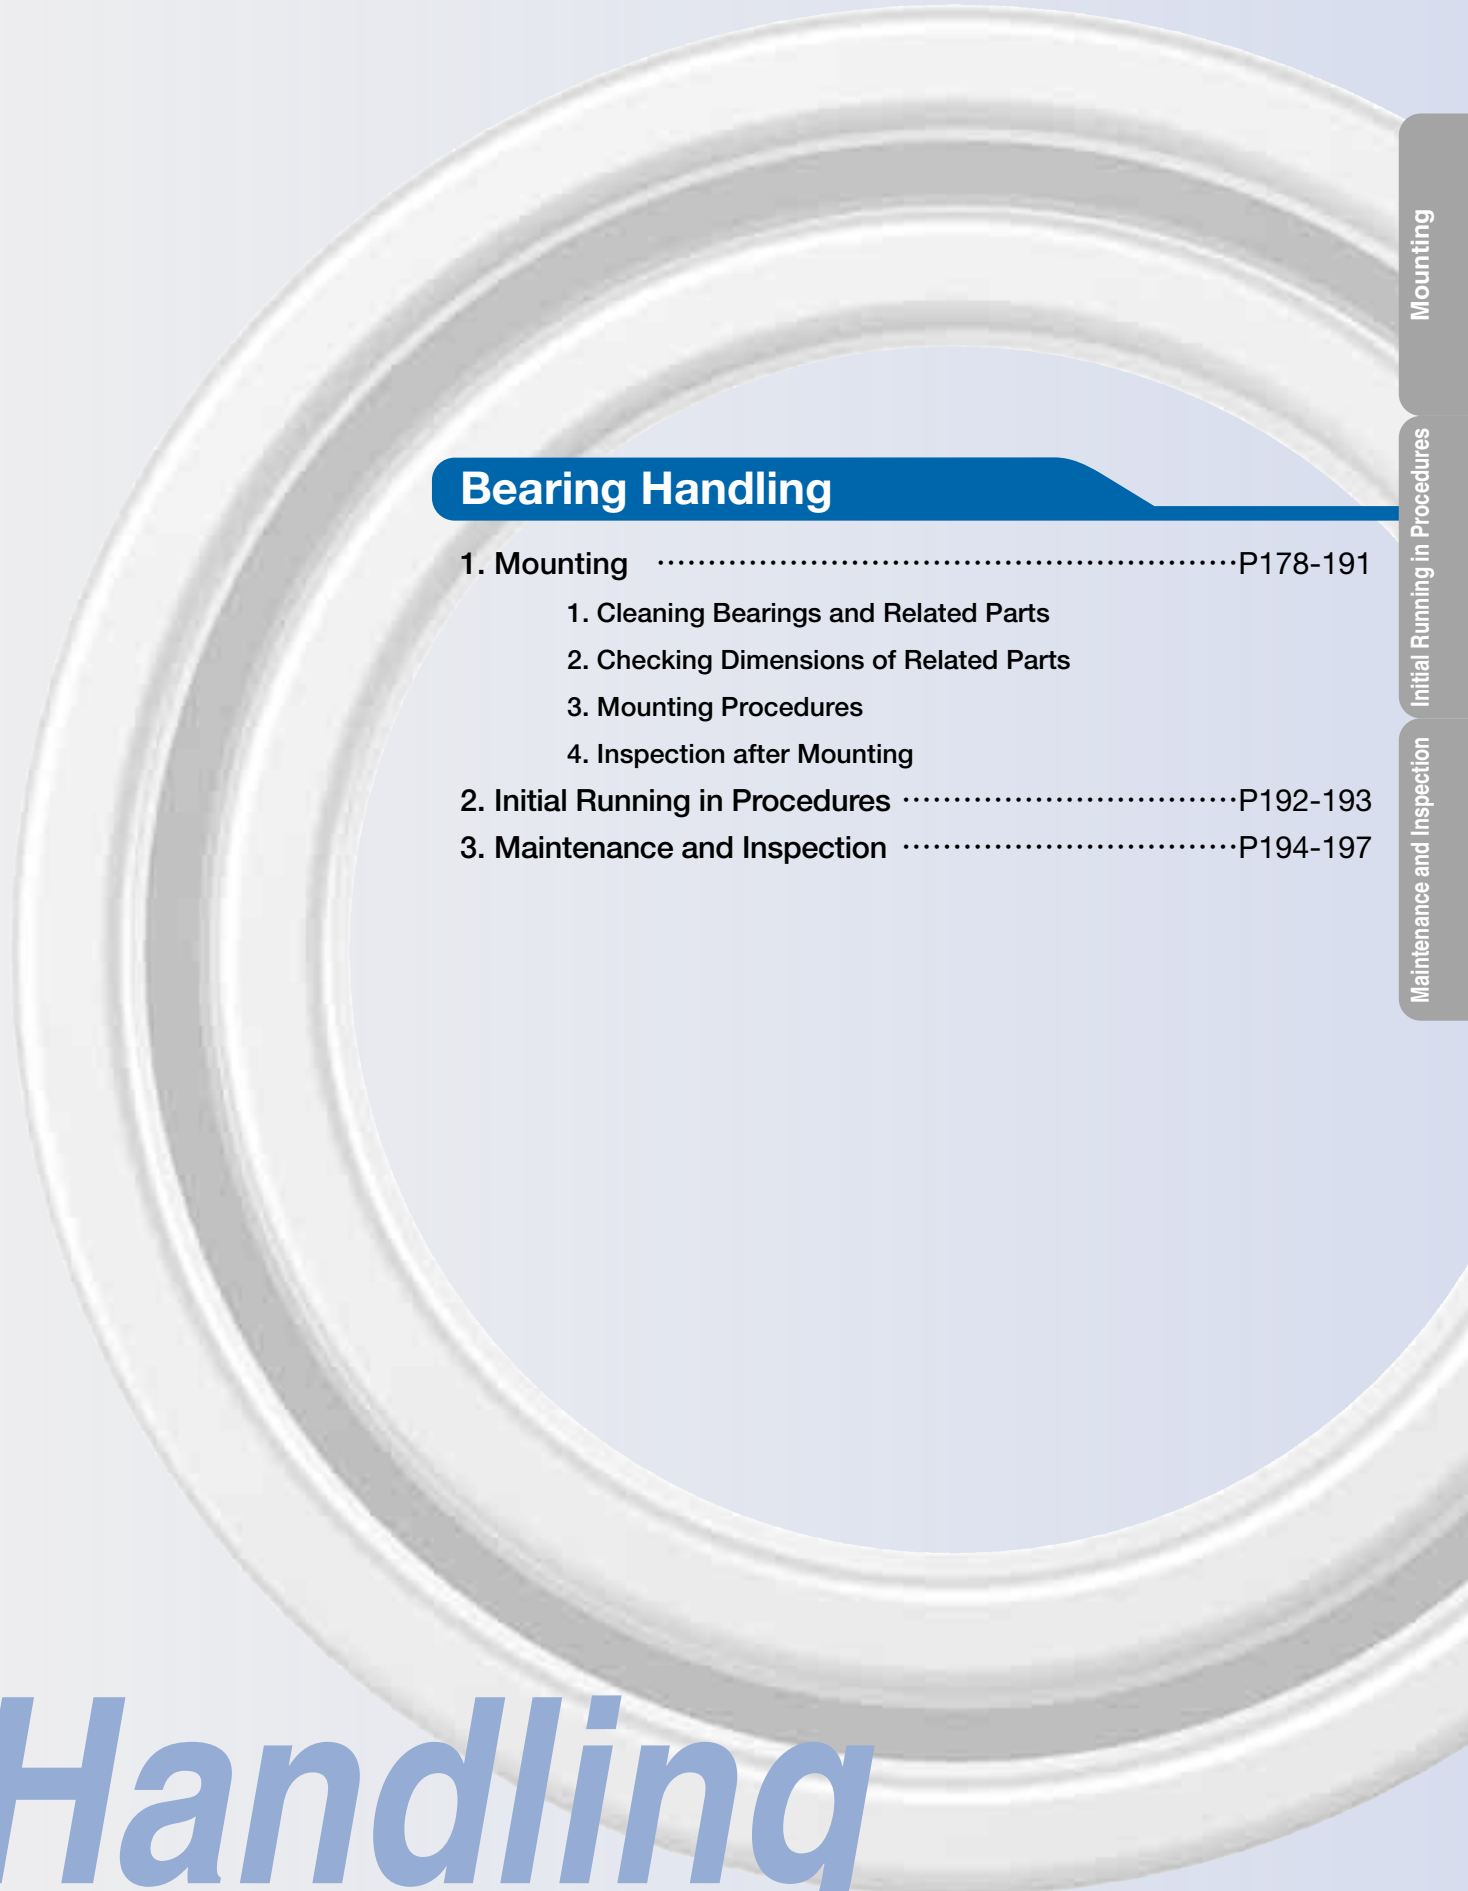 Bearing Handling
1. Mounting ……………………………………………………P178-191
1. Cleaning Bearings and Related Parts
2. Checking Dimensions of Related Parts
3. Mounting Procedures
4. Inspection after Mounting
2. Initial Running in Procedures ……………………………P192-193
3. Maintenance and Inspection ……………………………P194-197
Mounting
Initial Running in Procedures
Maintenance and Inspection
Handling